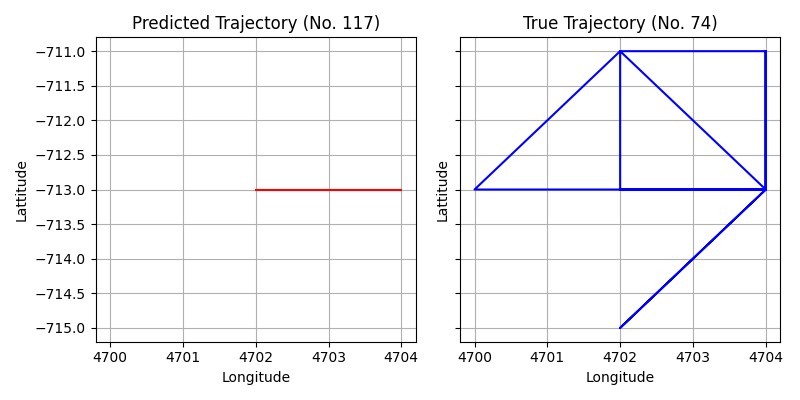 Predicted Trajectory (No. 117)
True Trajectory (No. 74)
−711.0
−711.5
−712.0
−712.5
−713.0
−713.5
−714.0
−714.5
−715.0
Lattitude
Lattitude
4700 4701 4702 4703 4704
4700 4701 4702 4703 4704
Longitude
Longitude